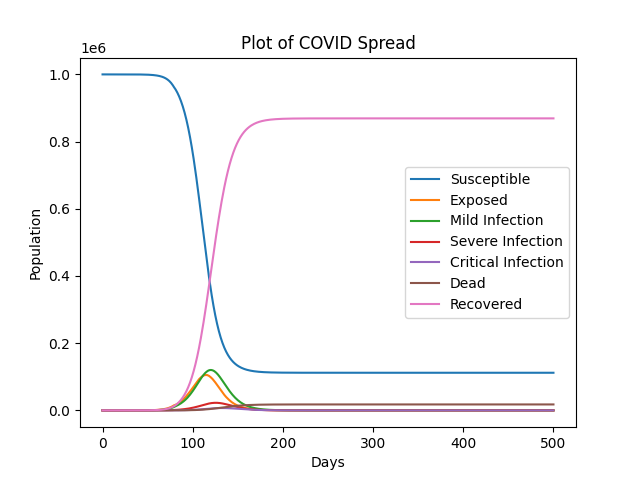 Plot of COVID Spread
1e6
1.0
0.8
0.6
0.4
0.2
0.0
Population
Susceptible
Exposed
Mild Infection
Severe Infection
Critical Infection
Dead
Recovered
0 100 200 300 400 500
Days